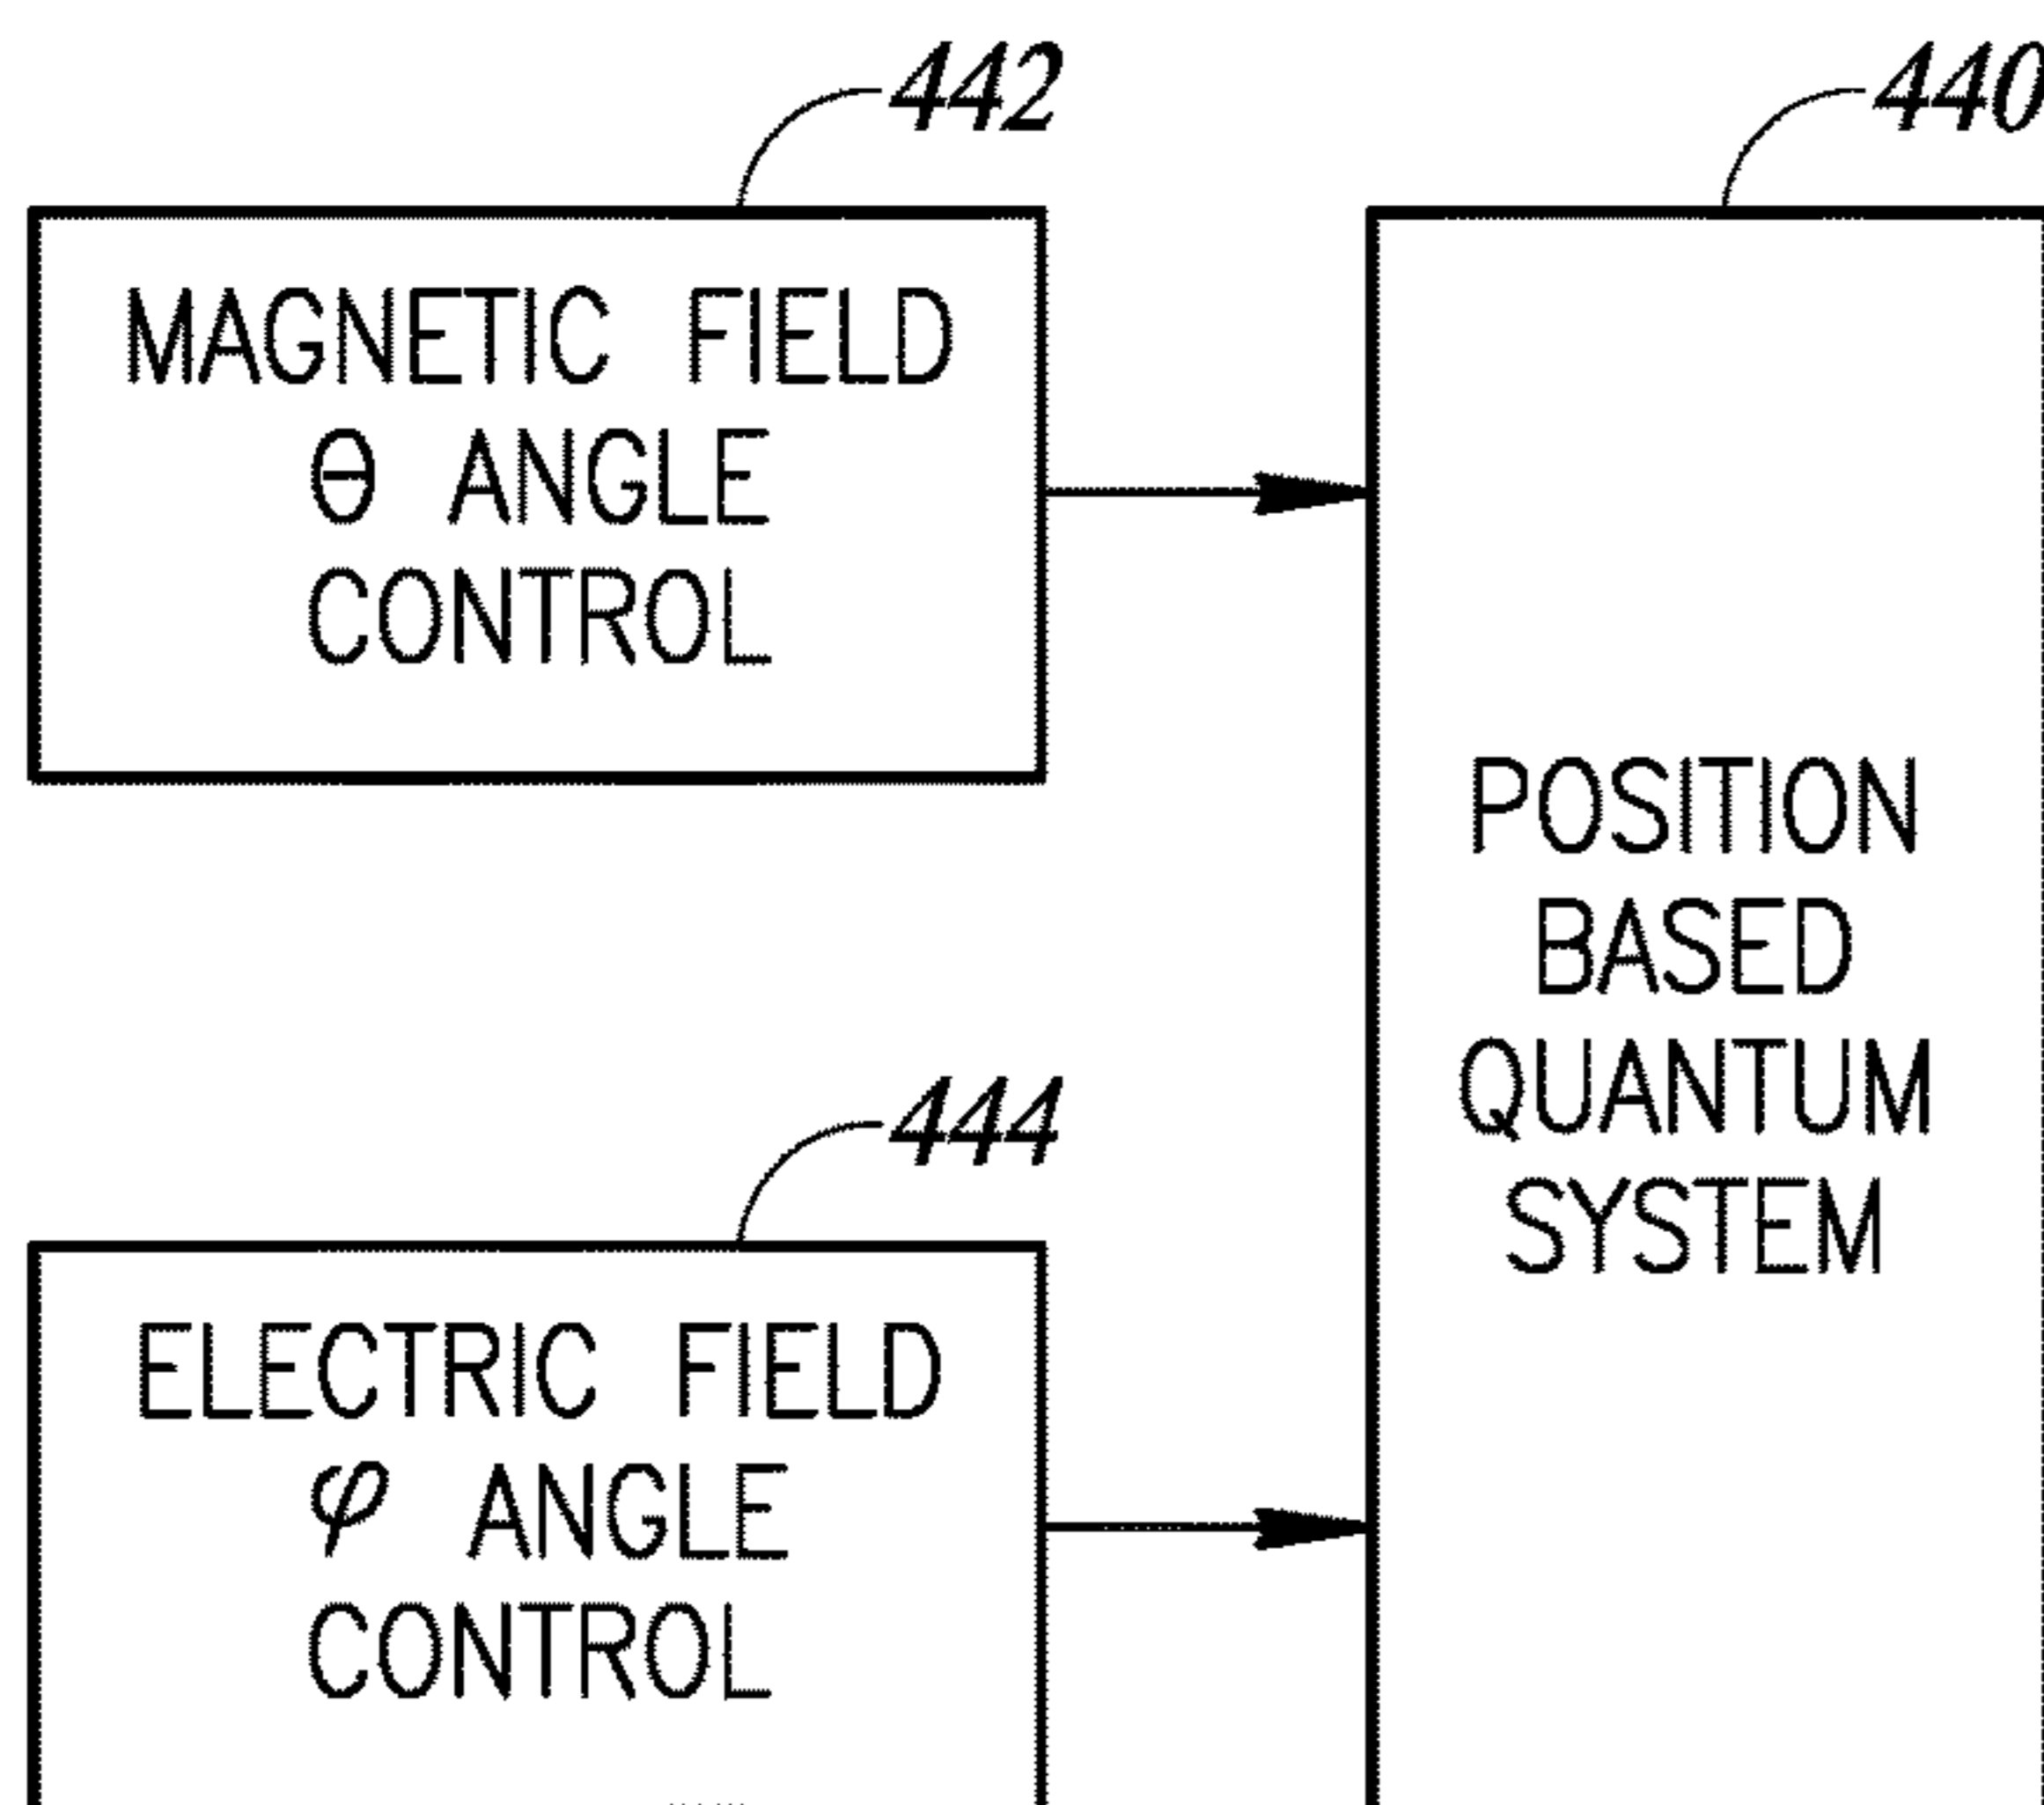 442
440
MAGNETIC FIELD
θ ANGLE
CONTROL
POSITION
BASED
QUANTUM
SYSTEM
444
ELECTRIC FIELD
φ ANGLE
CONTROL